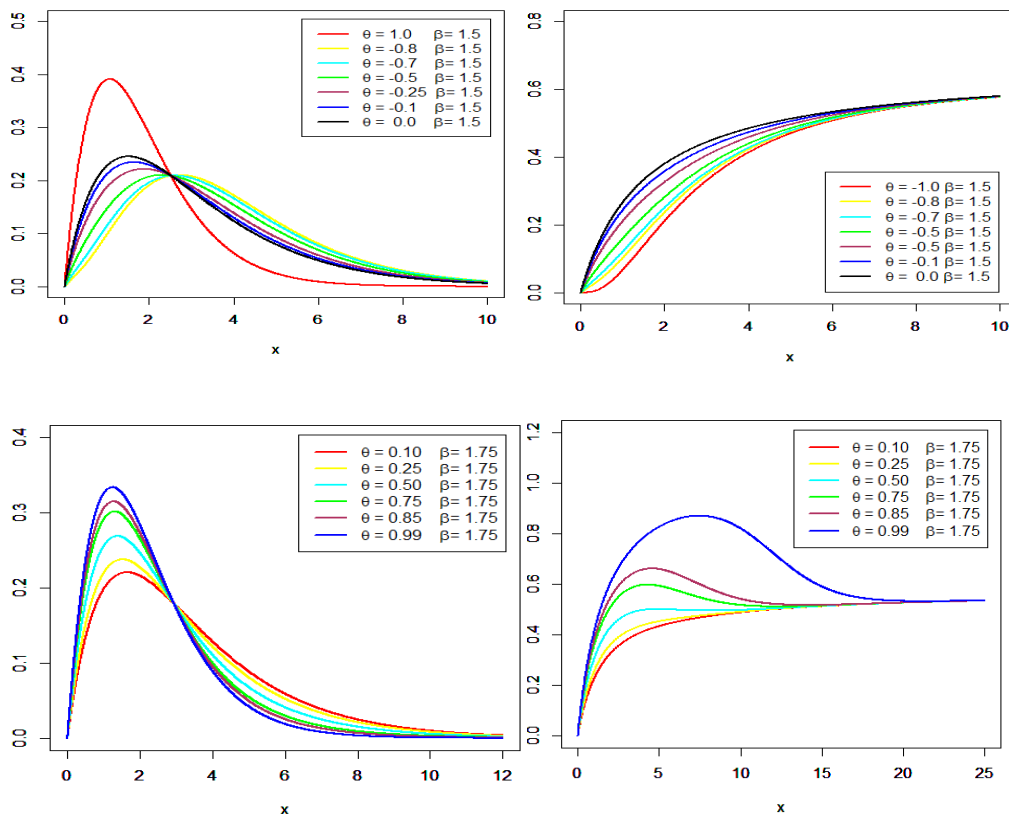 0.5
0.4
0.3
0.2
0.1
0.0
θ = 1.0 β= 1.5
θ = -0.8 β= 1.5
θ = -0.7 β= 1.5
θ = -0.5 β= 1.5
θ = -0.25 β= 1.5
θ = -0.1 β= 1.5
θ = 0.0 β= 1.5
0 2 4 6 8 10
x
0.8
0.6
0.4
0.2
0.0
θ = -1.0 β= 1.5
θ = -0.8 β= 1.5
θ = -0.7 β= 1.5
θ = -0.5 β= 1.5
θ = -0.5 β= 1.5
θ = -0.1 β= 1.5
θ = 0.0 β= 1.5
0 2 4 6 8 10
x
0.4
0.3
0.2
0.1
0.0
θ = 0.10 β= 1.75
θ = 0.25 β= 1.75
θ = 0.50 β= 1.75
θ = 0.75 β= 1.75
θ = 0.85 β= 1.75
θ = 0.99 β= 1.75
0 2 4 6 8 10 12
x
1.2
1.0
0.8
0.6
0.4
0.2
0.0
θ = 0.10 β= 1.75
θ = 0.25 β= 1.75
θ = 0.50 β= 1.75
θ = 0.75 β= 1.75
θ = 0.85 β= 1.75
θ = 0.99 β= 1.75
0 5 10 15 20 25
x